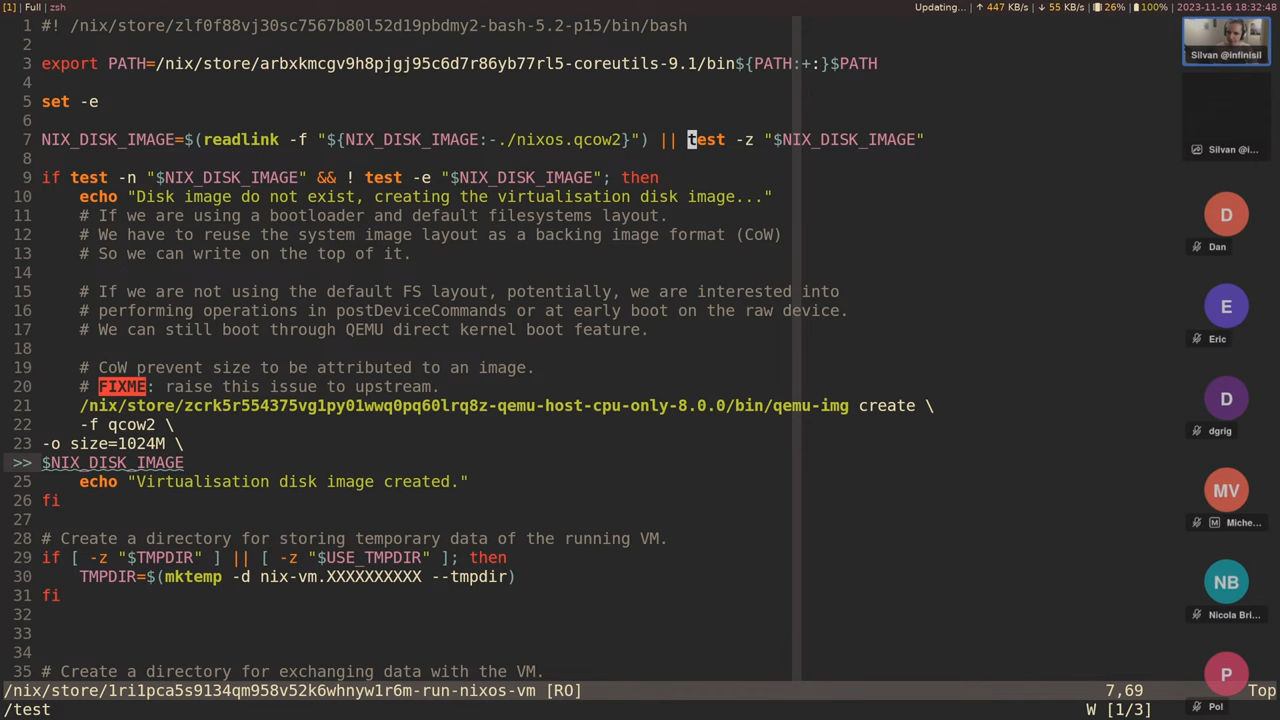 [1] | Full | zsh
Updating... | ↑ 447 KB/s | ↓ 55 KB/s | 26% | 100% | 2023-11-16 18:32:48
1 #! /nix/store/zlf0f88vj30sc7567b80l52d19pbdmy2-bash-5.2-p15/bin/bash
2
3 export PATH=/nix/store/arbxkmcgv9h8pjgj95c6d7r86yb77rl5-coreutils-9.1/bin${PATH:+:}$PATH
4
5 set -e
6
7 NIX_DISK_IMAGE=$(readlink -f "${NIX_DISK_IMAGE:-./nixos.qcow2}") || test -z "$NIX_DISK_IMAGE"
8
9 if test -n "$NIX_DISK_IMAGE" && ! test -e "$NIX_DISK_IMAGE"; then
10 echo "Disk image do not exist, creating the virtualisation disk image..."
11 # If we are using a bootloader and default filesystems layout.
12 # We have to reuse the system image layout as a backing image format (CoW)
13 # So we can write on the top of it.
14
15 # If we are not using the default FS layout, potentially, we are interested into
16 # performing operations in postDeviceCommands or at early boot on the raw device.
17 # We can still boot through QEMU direct kernel boot feature.
18
19 # CoW prevent size to be attributed to an image.
20 # FIXME: raise this issue to upstream.
21 /nix/store/zcrk5r554375vg1py01wwq0pq60lrq8z-qemu-host-cpu-only-8.0.0/bin/qemu-img create \
22 -f qcow2 \
23 -o size=1024M \
>> $NIX_DISK_IMAGE
25 echo "Virtualisation disk image created."
26 fi
27
28 # Create a directory for storing temporary data of the running VM.
29 if [ -z "$TMPDIR" ] || [ -z "$USE_TMPDIR" ]; then
30 TMPDIR=$(mktemp -d nix-vm.XXXXXXXXXX --tmpdir)
31 fi
32
33
34
35 # Create a directory for exchanging data with the VM.
/nix/store/1ri1pca5s9134qm958v52k6whnyw1r6m-run-nixos-vm [RO] 7,69 Top
/test W [1/3]
Silvan @infinisil
Silvan @i...
D
Dan
E
Eric
D
dgrig
MV
M Miche...
NB
Nicola Bri...
P
Pol